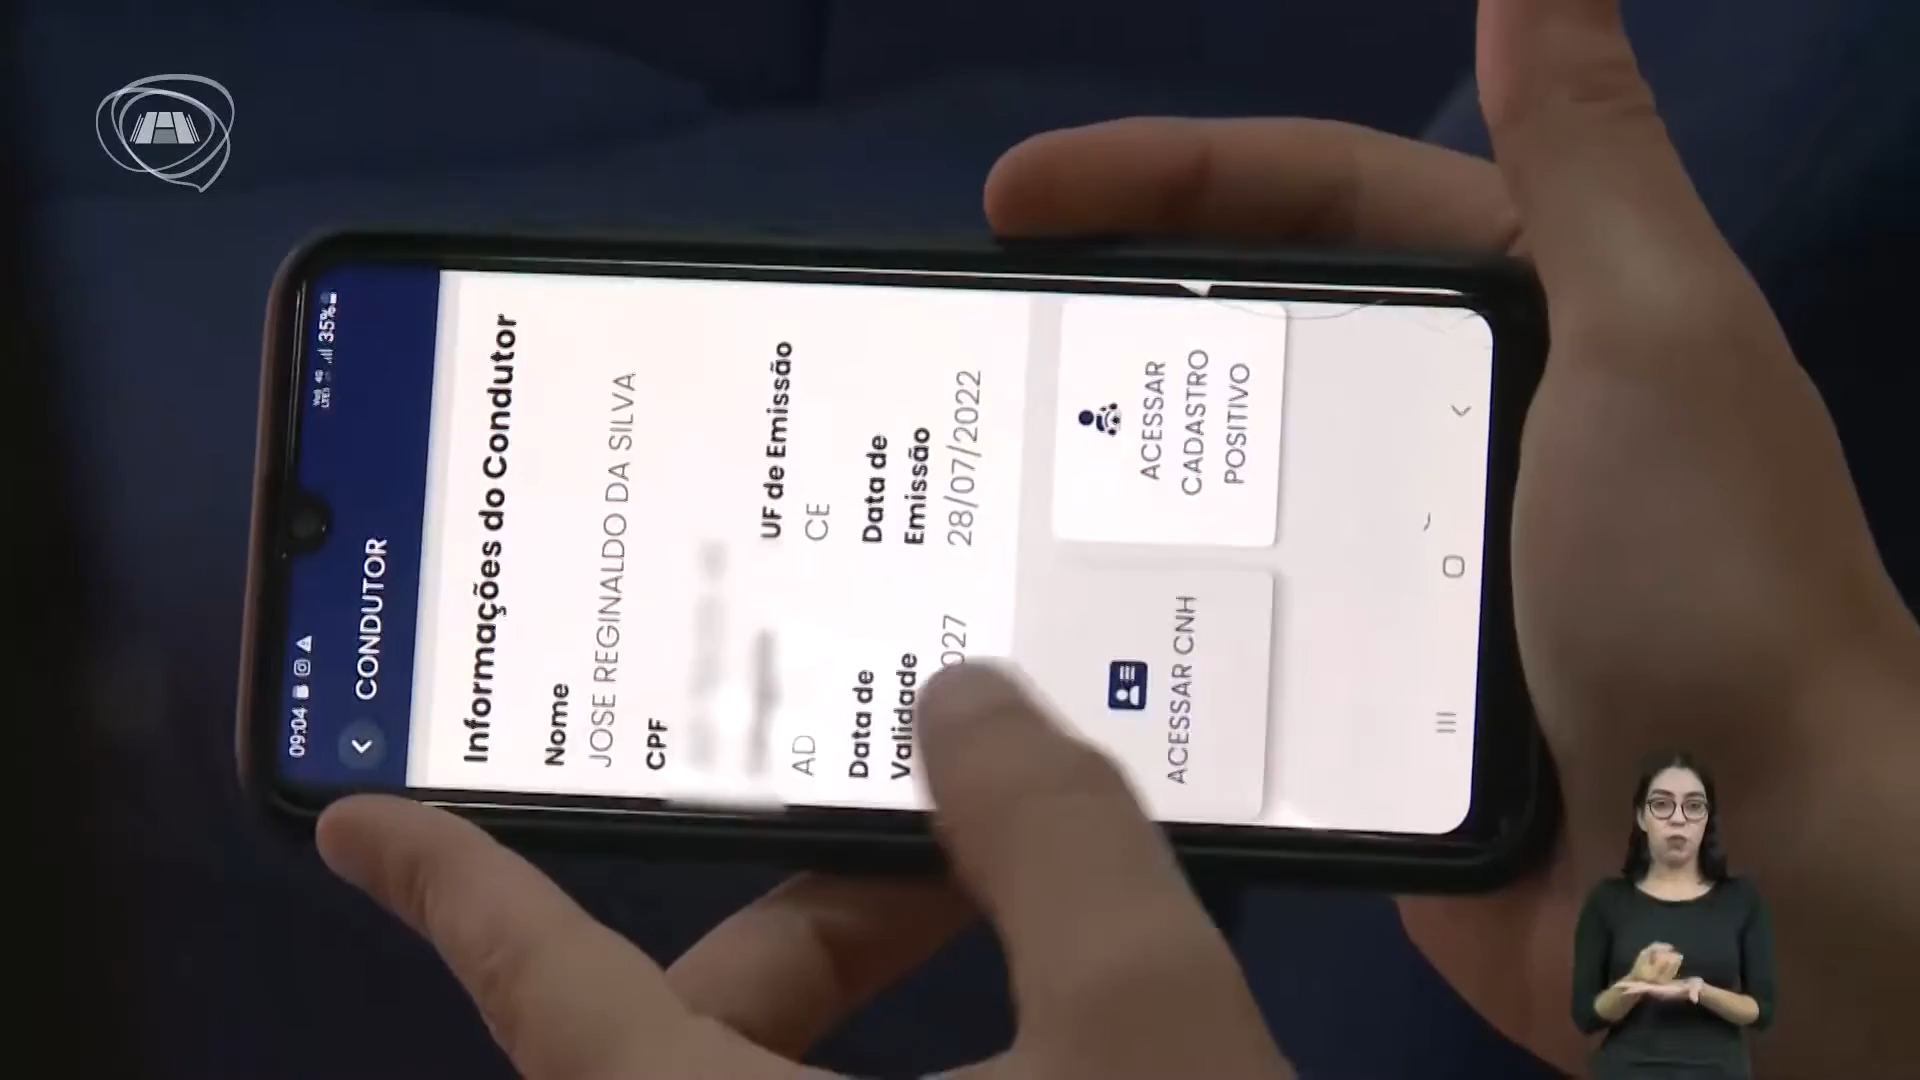 09:04
35%
CONDUTOR
Informações do Condutor
Nome
JOSE REGINALDO DA SILVA
CPF
UF de Emissão
AD
CE
Data de
Validade
Data de
Emissão
027
28/07/2022
ACESSAR CNH
ACESSAR
CADASTRO
POSITIVO